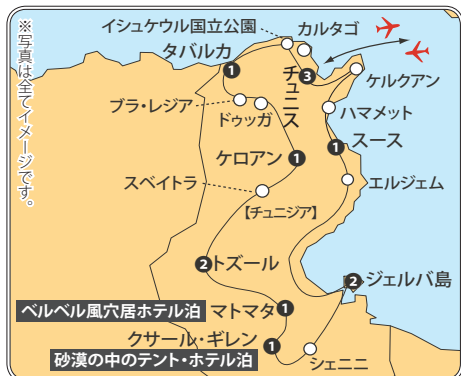 ※写真は全てイメージです。
イシュケウル国立公園
カルタゴ
タバルカ
1
チュニス
3
ケルクアン
ブラ・レジア
ドゥッガ
ハマメット
スース
1
ケロアン
1
スベイトラ
エルジェム
【チュニジア】
2
トズール
2
ジェルバ島
ベルベル風穴居ホテル泊
マトマタ
1
クサール・ギレン
1
砂漠の中のテント・ホテル泊
シェニニ